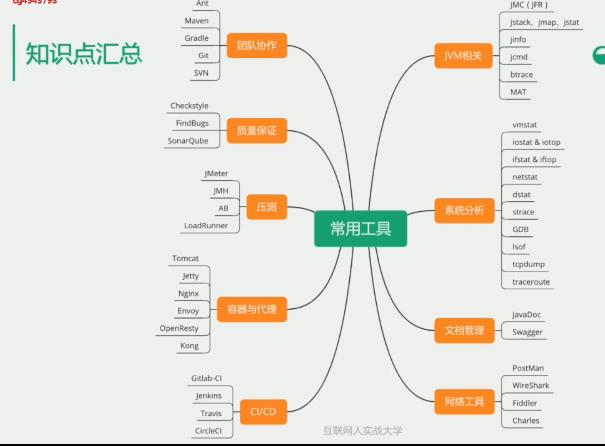 cg4943793
知识点汇总
Ant
Maven
Gradle
Git
SVN
团队协作
Checkstyle
FindBugs
SonarQube
质量保证
JMeter
JMH
AB
LoadRunner
压测
Tomcat
Jetty
Nginx
Envoy
OpenResty
Kong
容器与代理
Gitlab-CI
Jenkins
Travis
CircleCI
CI/CD
常用工具
JVM相关
JMC ( JFR )
jstack、jmap、jstat
jinfo
jcmd
btrace
MAT
系统分析
vmstat
iostat & iotop
ifstat & iftop
netstat
dstat
strace
GDB
lsof
tcpdump
traceroute
文档管理
JavaDoc
Swagger
网络工具
PostMan
WireShark
Fiddler
Charles
互联网人实战大学